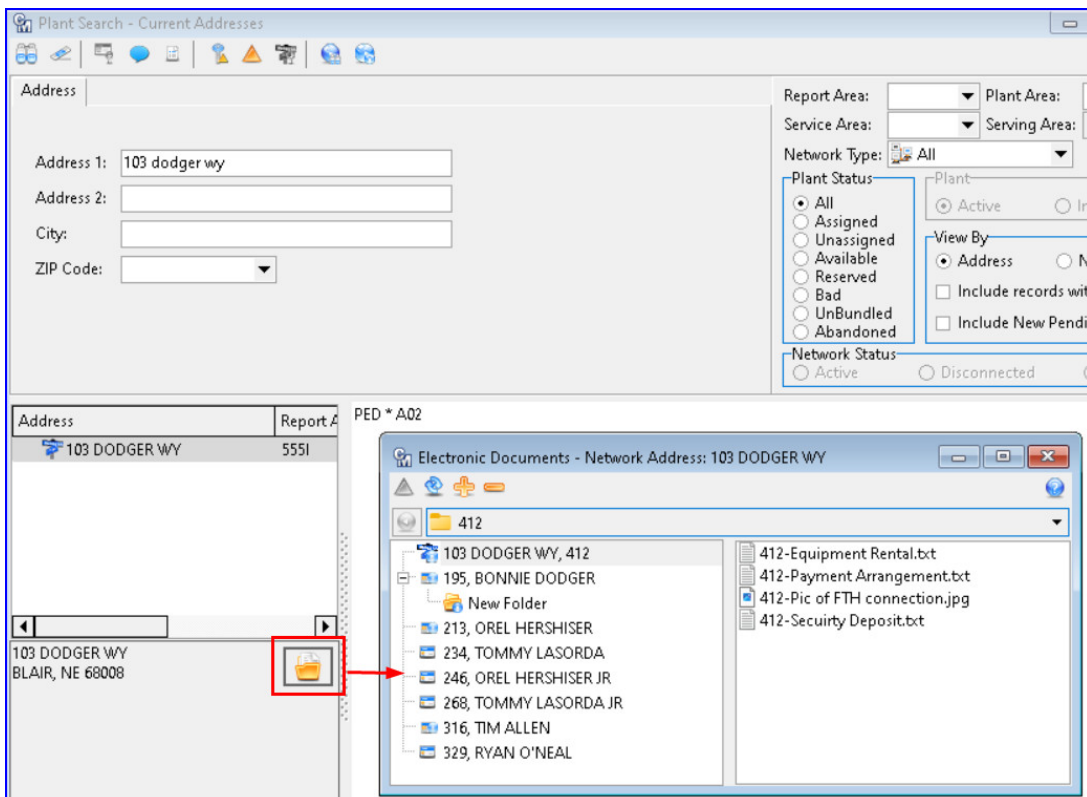 Plant Search - Current Addresses
Address
Address 1: 103 dodger wy
Address 2:
City:
ZIP Code:
Report Area:
Plant Area:
Service Area:
Serving Area:
Network Type: All
Plant Status
All
Assigned
Unassigned
Available
Reserved
Bad
UnBundled
Abandoned
Plant
Active
View By
Address
Include records wit
Include New Pendi
Network Status
Active
Disconnected
Address
Report A
103 DODGER WY
555I
103 DODGER WY
BLAIR, NE 68008
PED * A02
Electronic Documents - Network Address: 103 DODGER WY
412
103 DODGER WY, 412
195, BONNIE DODGER
New Folder
213, OREL HERSHISER
234, TOMMY LASORDA
246, OREL HERSHISER JR
268, TOMMY LASORDA JR
316, TIM ALLEN
329, RYAN O'NEAL
412-Equipment Rental.txt
412-Payment Arrangement.txt
412-Pic of FTH connection.jpg
412-Secuirty Deposit.txt